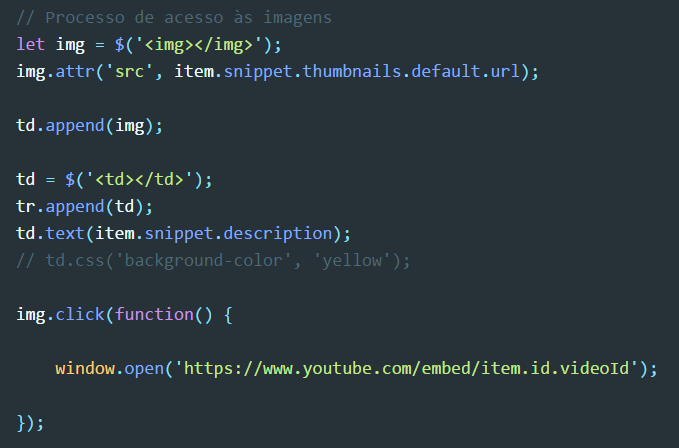 // Processo de acesso às imagens
let img = $('<img></img>');
img.attr('src', item.snippet.thumbnails.default.url);
td.append(img);
td = $('<td></td>');
tr.append(td);
td.text(item.snippet.description);
// td.css('background-color', 'yellow');
img.click(function() {
window.open('https://www.youtube.com/embed/item.id.videoId');
});